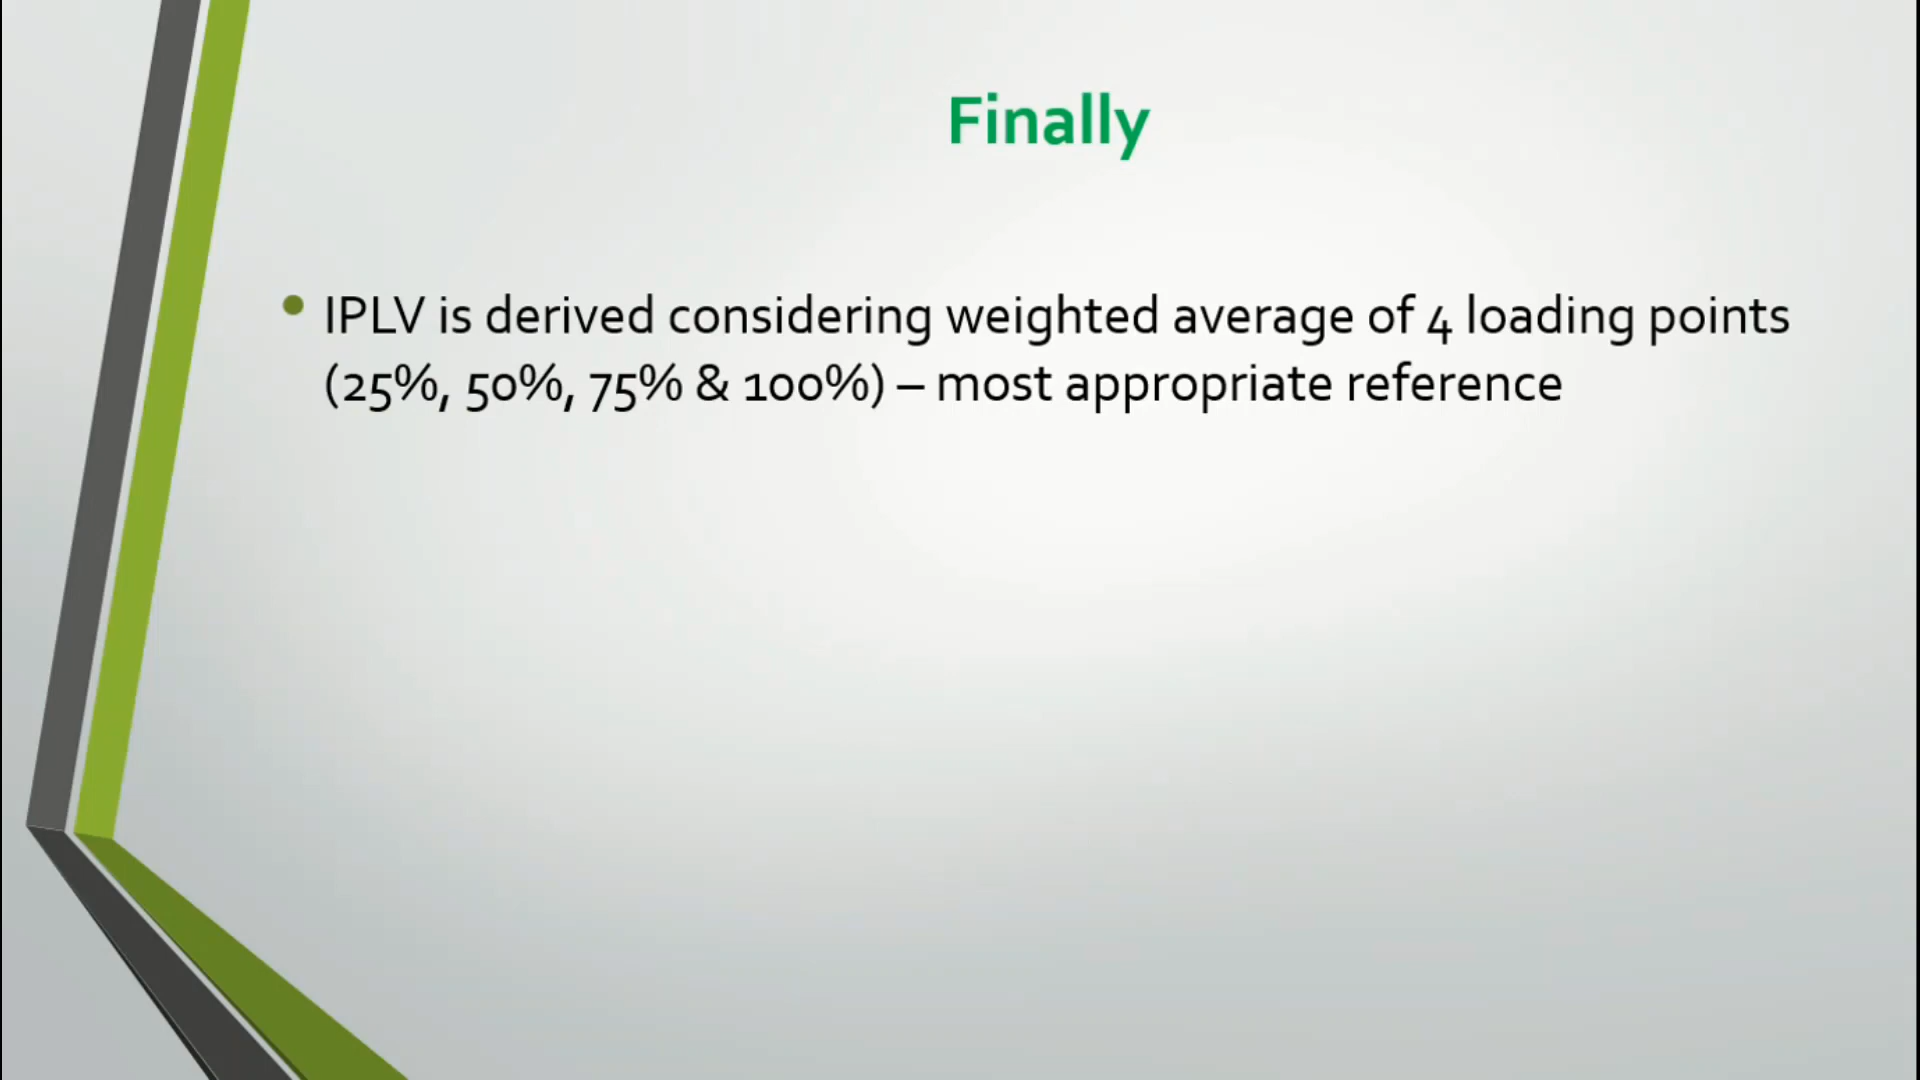 Finally
• IPLV is derived considering weighted average of 4 loading points
(25%, 50%, 75% & 100%) – most appropriate reference